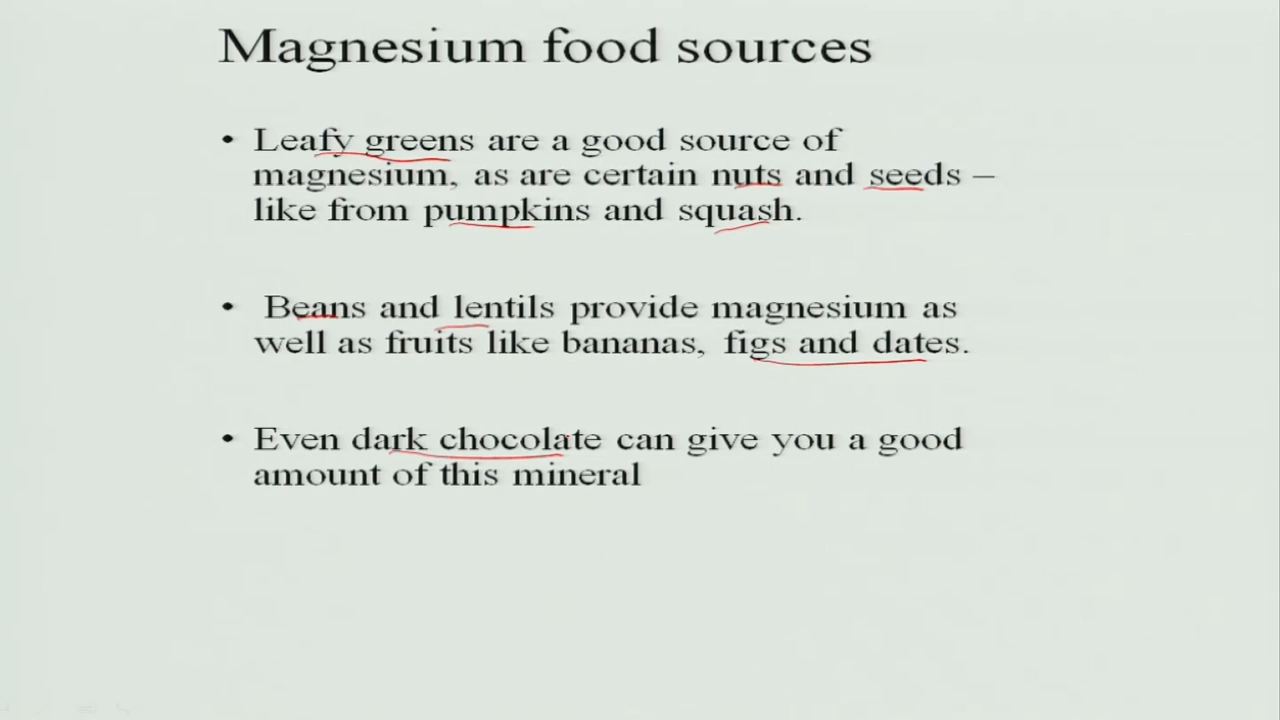 Magnesium food sources
• Leafy greens are a good source of
magnesium, as are certain nuts and seeds –
like from pumpkins and squash.
• Beans and lentils provide magnesium as
well as fruits like bananas, figs and dates.
• Even dark chocolate can give you a good
amount of this mineral